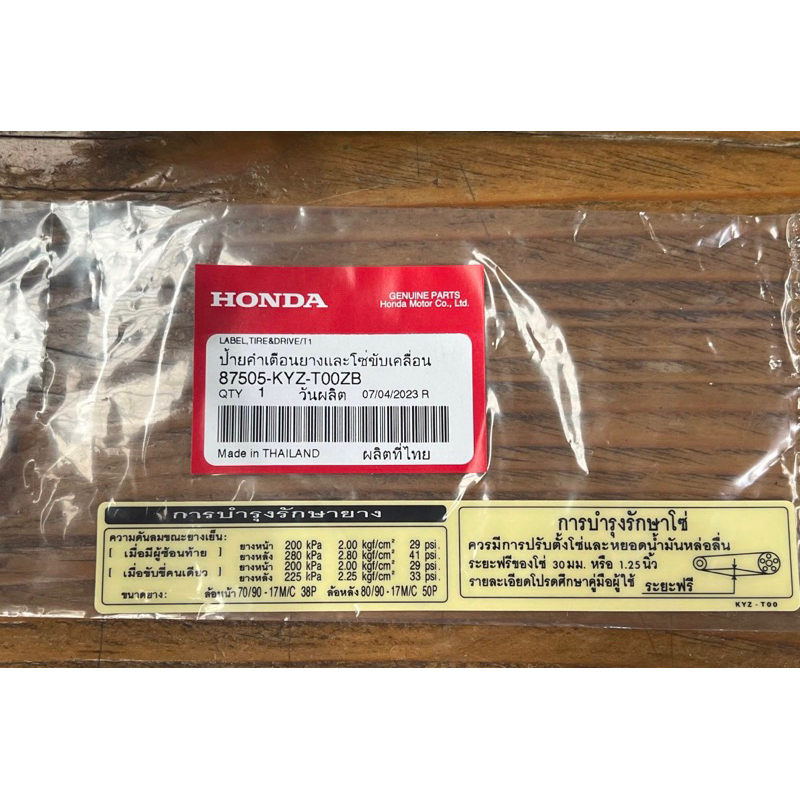 HONDA
GENUINE PARTS
Honda Motor Co., Ltd.
LABEL,TIRE&DRIVE/T1
ป้ายคำเตือนยางและโซ่ขับเคลื่อน
87505-KYZ-T00ZB
QTY 1 วันผลิต 07/04/2023 R
Made in THAILAND ผลิตที่ไทย
การบำรุงรักษายาง
ความดันลมขณะยางเย็น:
[ เมื่อมีผู้ซ้อนท้าย ] ยางหน้า 200 kPa 2.00 kgf/cm² 29 psi.
ยางหลัง 280 kPa 2.80 kgf/cm² 41 psi.
[ เมื่อขับขี่คนเดียว ] ยางหน้า 200 kPa 2.00 kgf/cm² 29 psi.
ยางหลัง 225 kPa 2.25 kgf/cm² 33 psi.
ขนาดยาง: ล้อหน้า 70/90-17M/C 38P ล้อหลัง 80/90-17M/C 50P
การบำรุงรักษาโซ่
ควรมีการปรับตั้งโซ่และหยอดน้ำมันหล่อลื่น
ระยะฟรีของโซ่ 30 มม. หรือ 1.25 นิ้ว
รายละเอียดโปรดศึกษาคู่มือผู้ใช้ ระยะฟรี
KYZ-T00